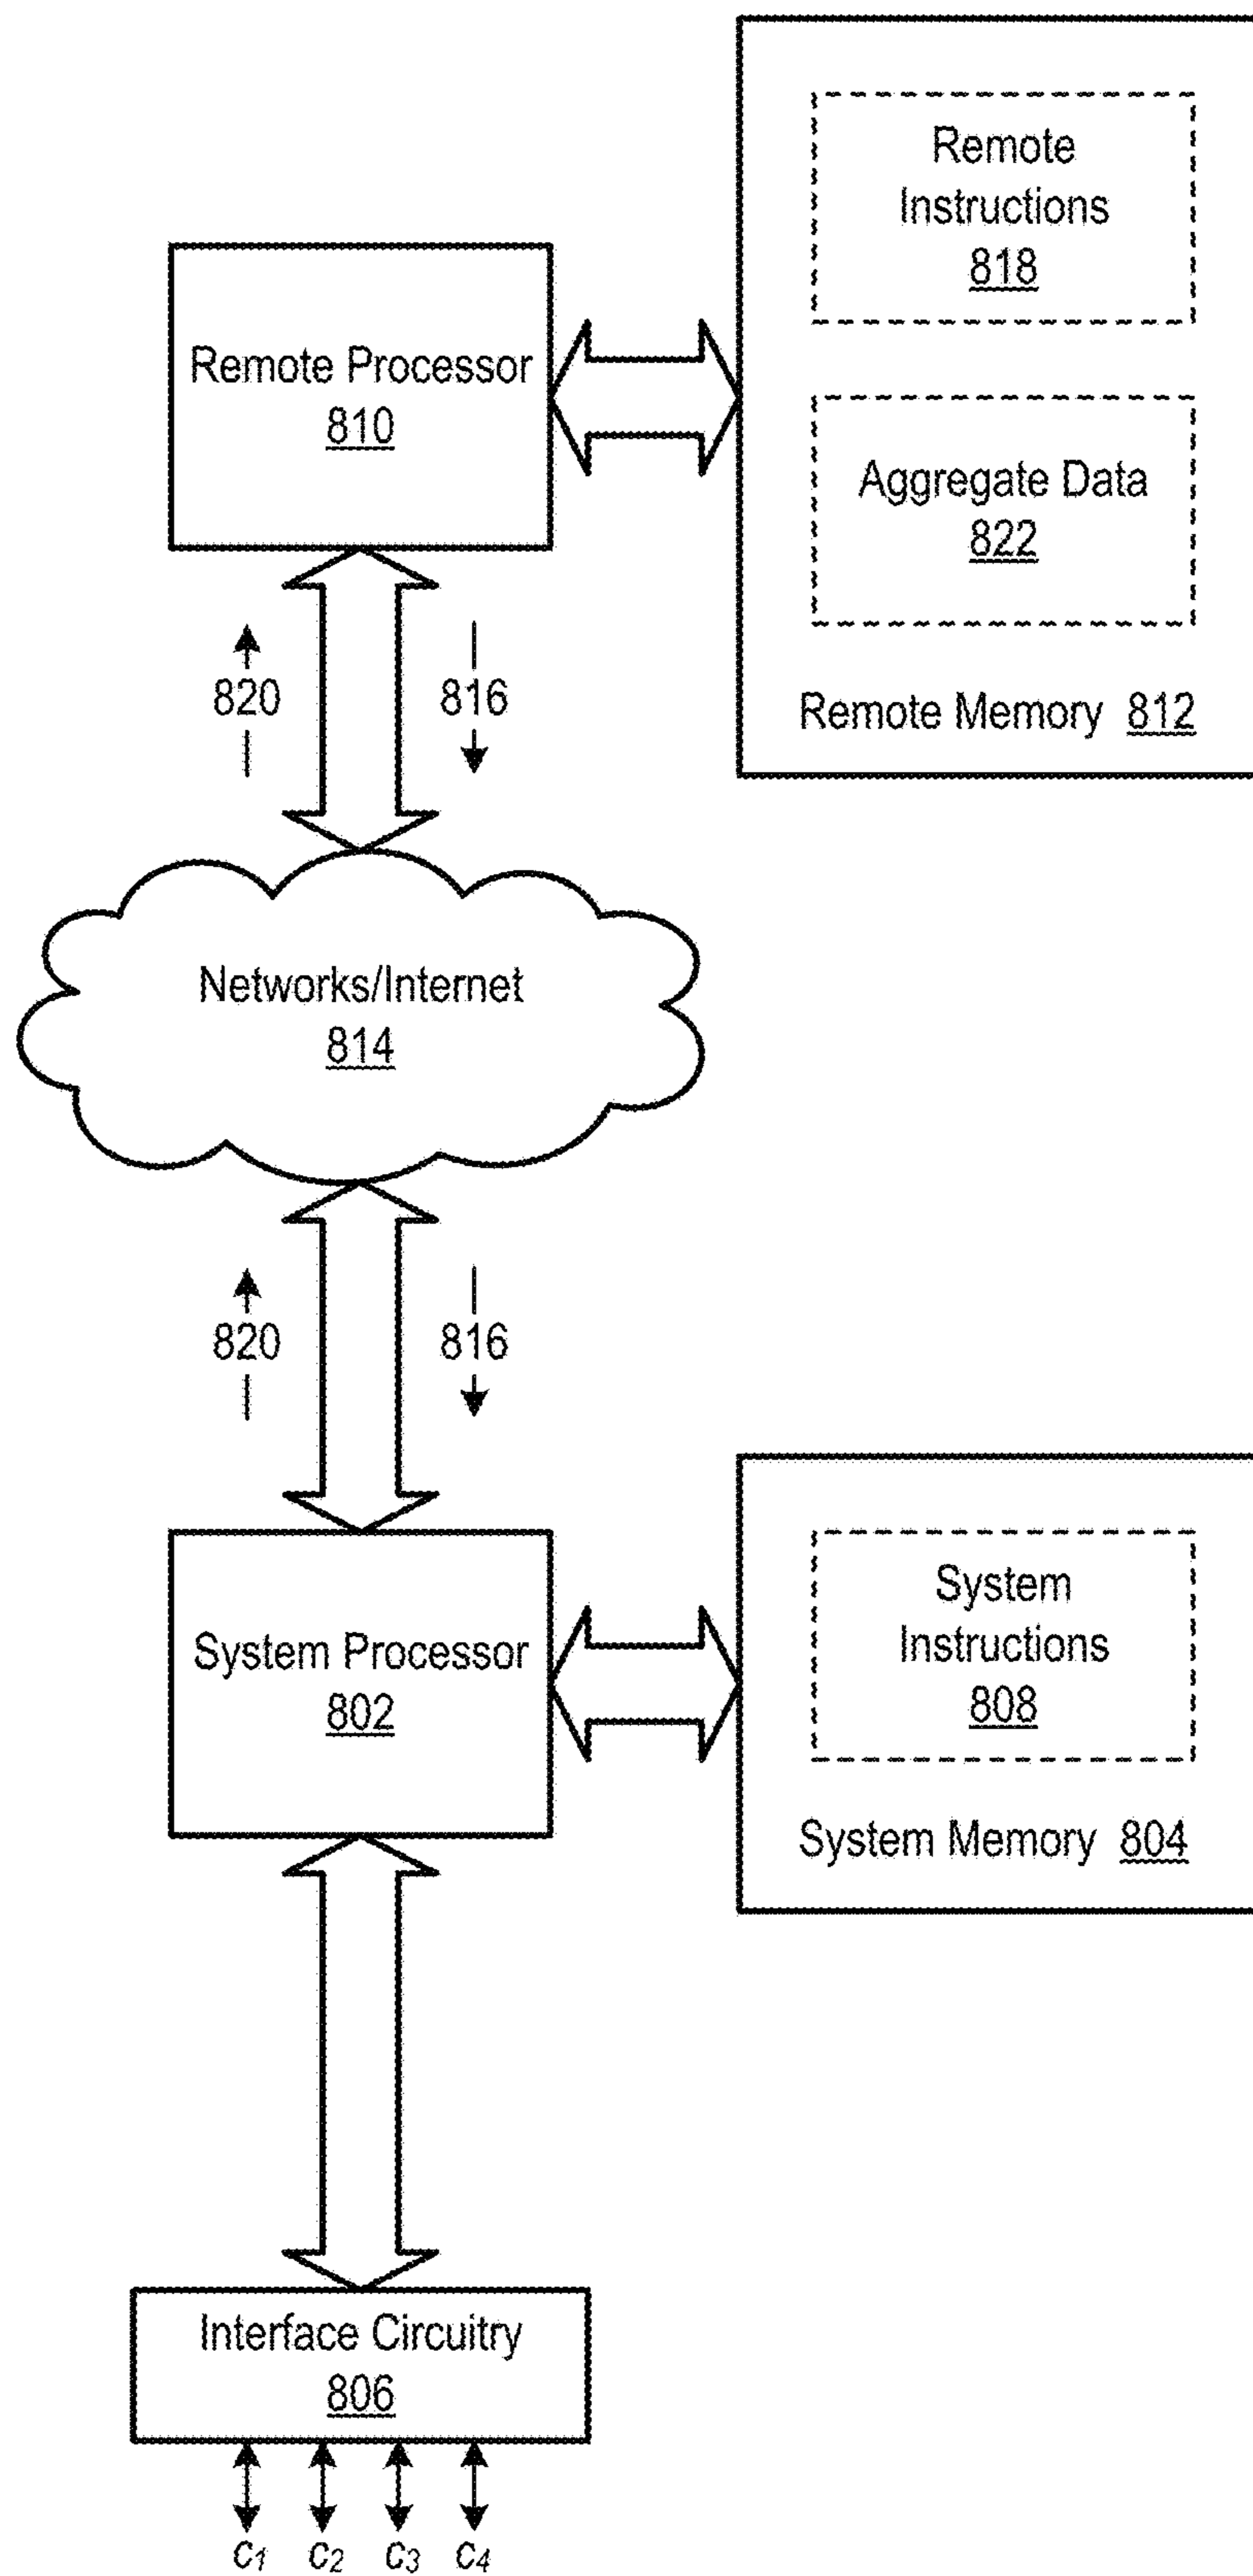 Remote
Instructions
818
Remote Processor
810
Aggregate Data
822
Remote Memory 812
820
816
Networks/Internet
814
820
816
System Processor
802
System
Instructions
808
System Memory 804
Interface Circuitry
806
c1 c2 c3 c4